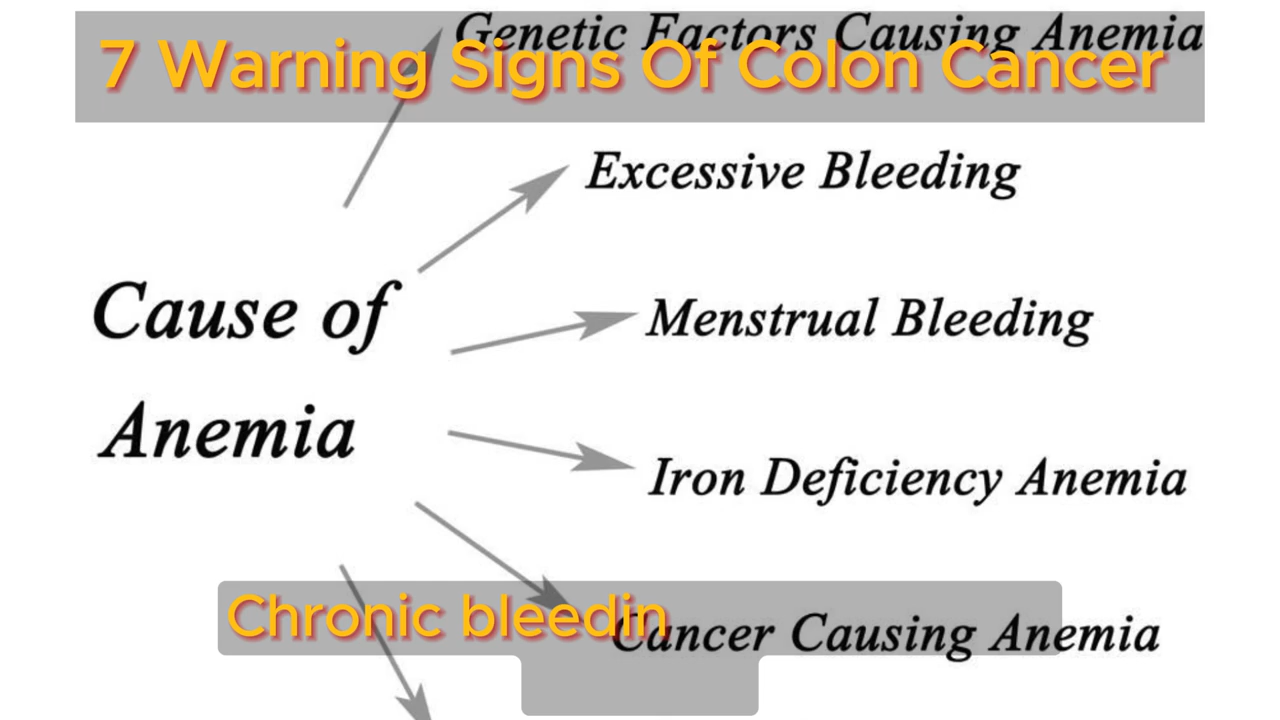 Genetic Factors Causing Anemia
7 Warning Signs Of Colon Cancer
Excessive Bleeding
Cause of
Menstrual Bleeding
Anemia
Iron Deficiency Anemia
Chronic bleedin
Cancer Causing Anemia